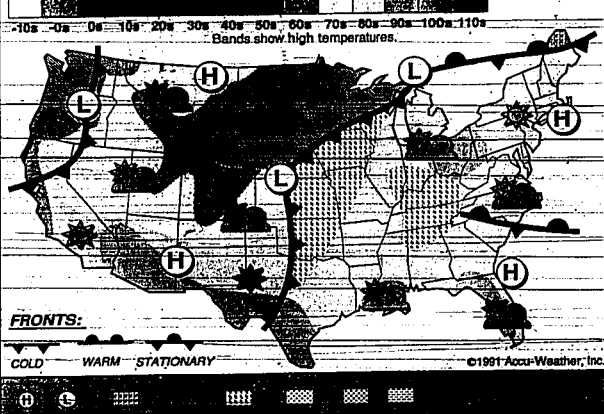 -10s -0s 0s 10s 20s 30s 40s 50s 60s 70s 80s 90s 100s 110s
Bands show high temperatures.
H
L
L
H
L
H
H
FRONTS:
COLD WARM STATIONARY
©1991 Accu-Weather, Inc.
H L